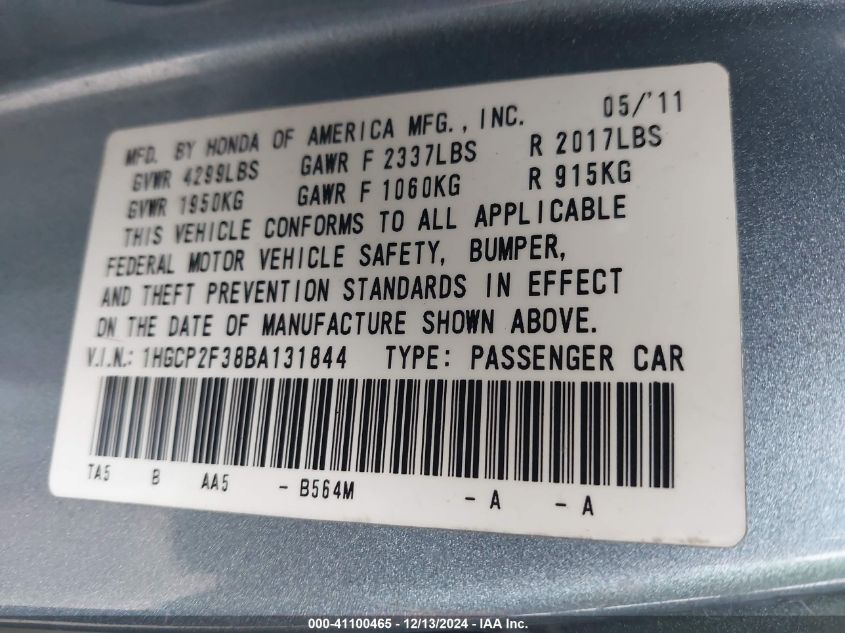 MFD. BY HONDA OF AMERICA MFG., INC. 05/'11
GVWR 4299LBS GAWR F 2337LBS R 2017LBS
GVWR 1950KG GAWR F 1060KG R 915KG
THIS VEHICLE CONFORMS TO ALL APPLICABLE
FEDERAL MOTOR VEHICLE SAFETY, BUMPER,
AND THEFT PREVENTION STANDARDS IN EFFECT
ON THE DATE OF MANUFACTURE SHOWN ABOVE.
V.I.N.: 1HGCP2F38BA131844 TYPE: PASSENGER CAR
TA5 B AA5 - B564M - A - A
000-41100465 - 12/13/2024 - IAA Inc.